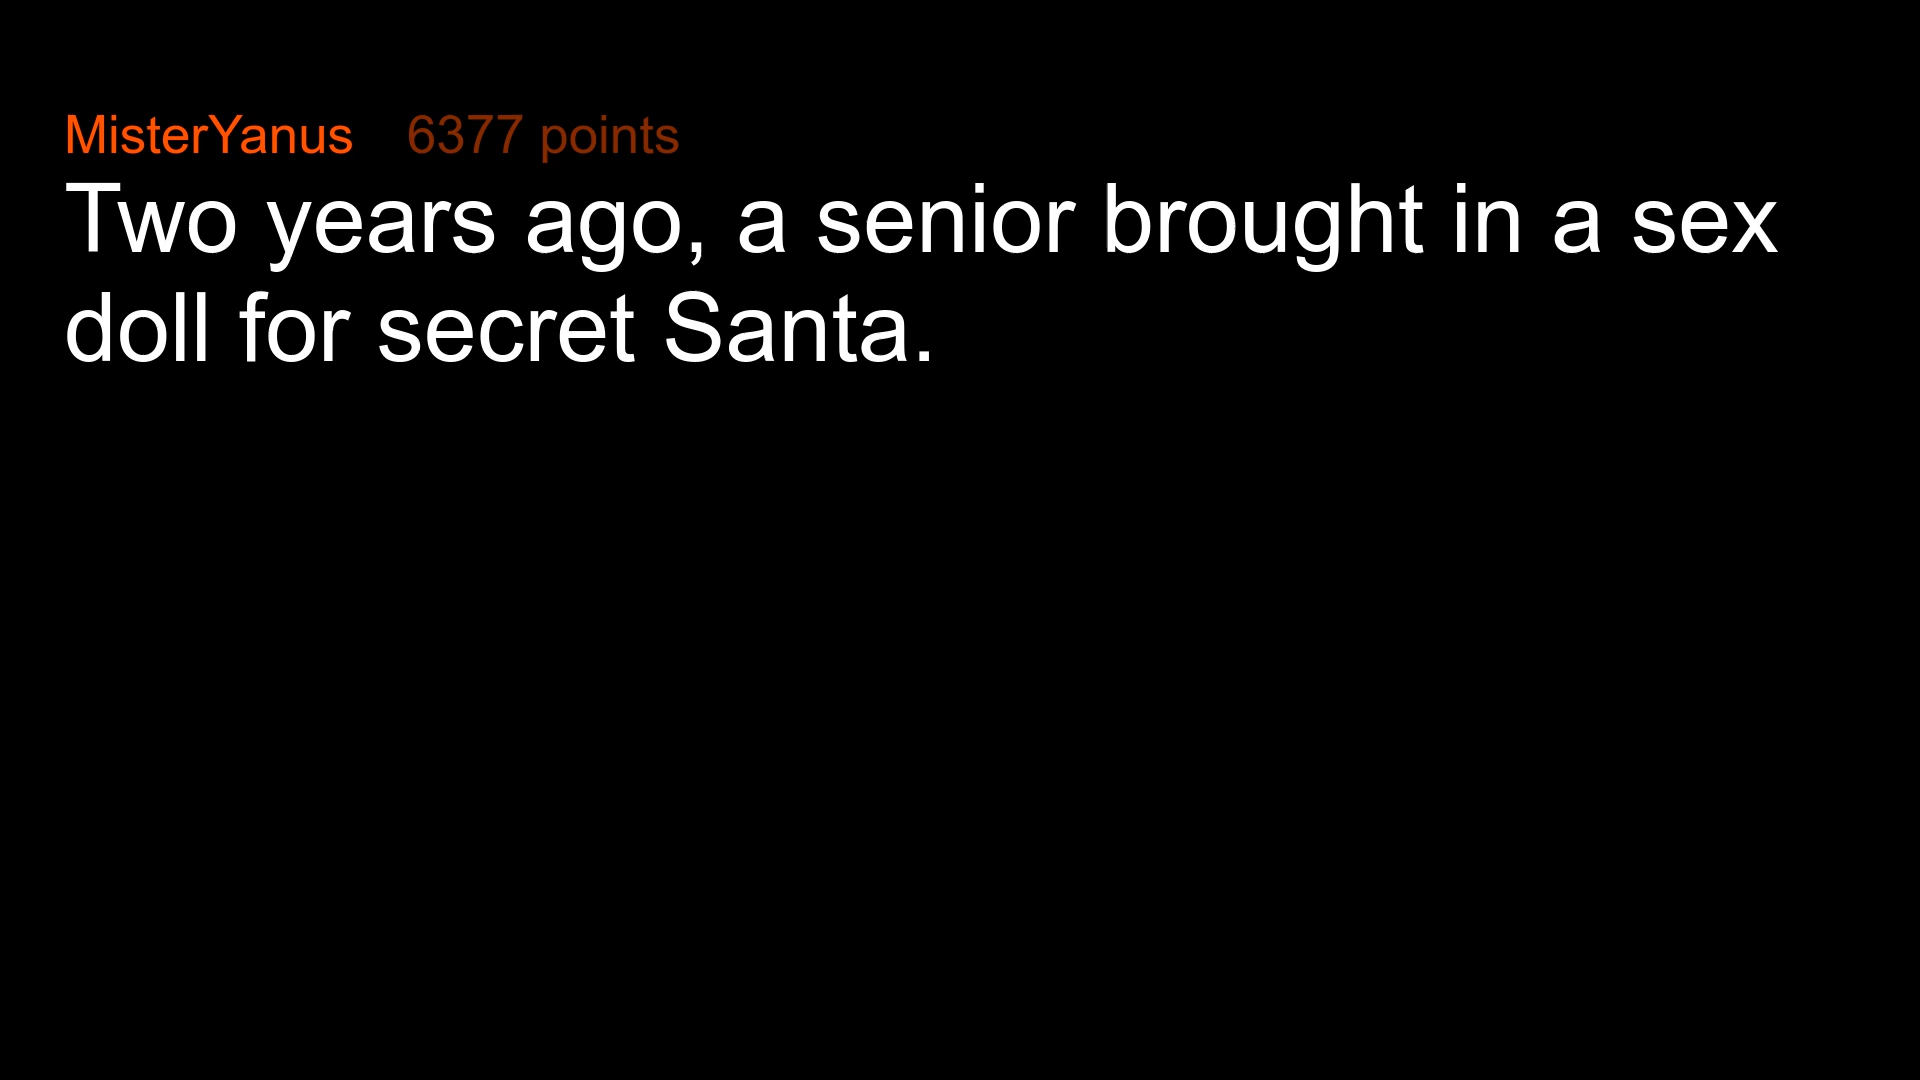 MisterYanus 6377 points
Two years ago, a senior brought in a sex
doll for secret Santa.